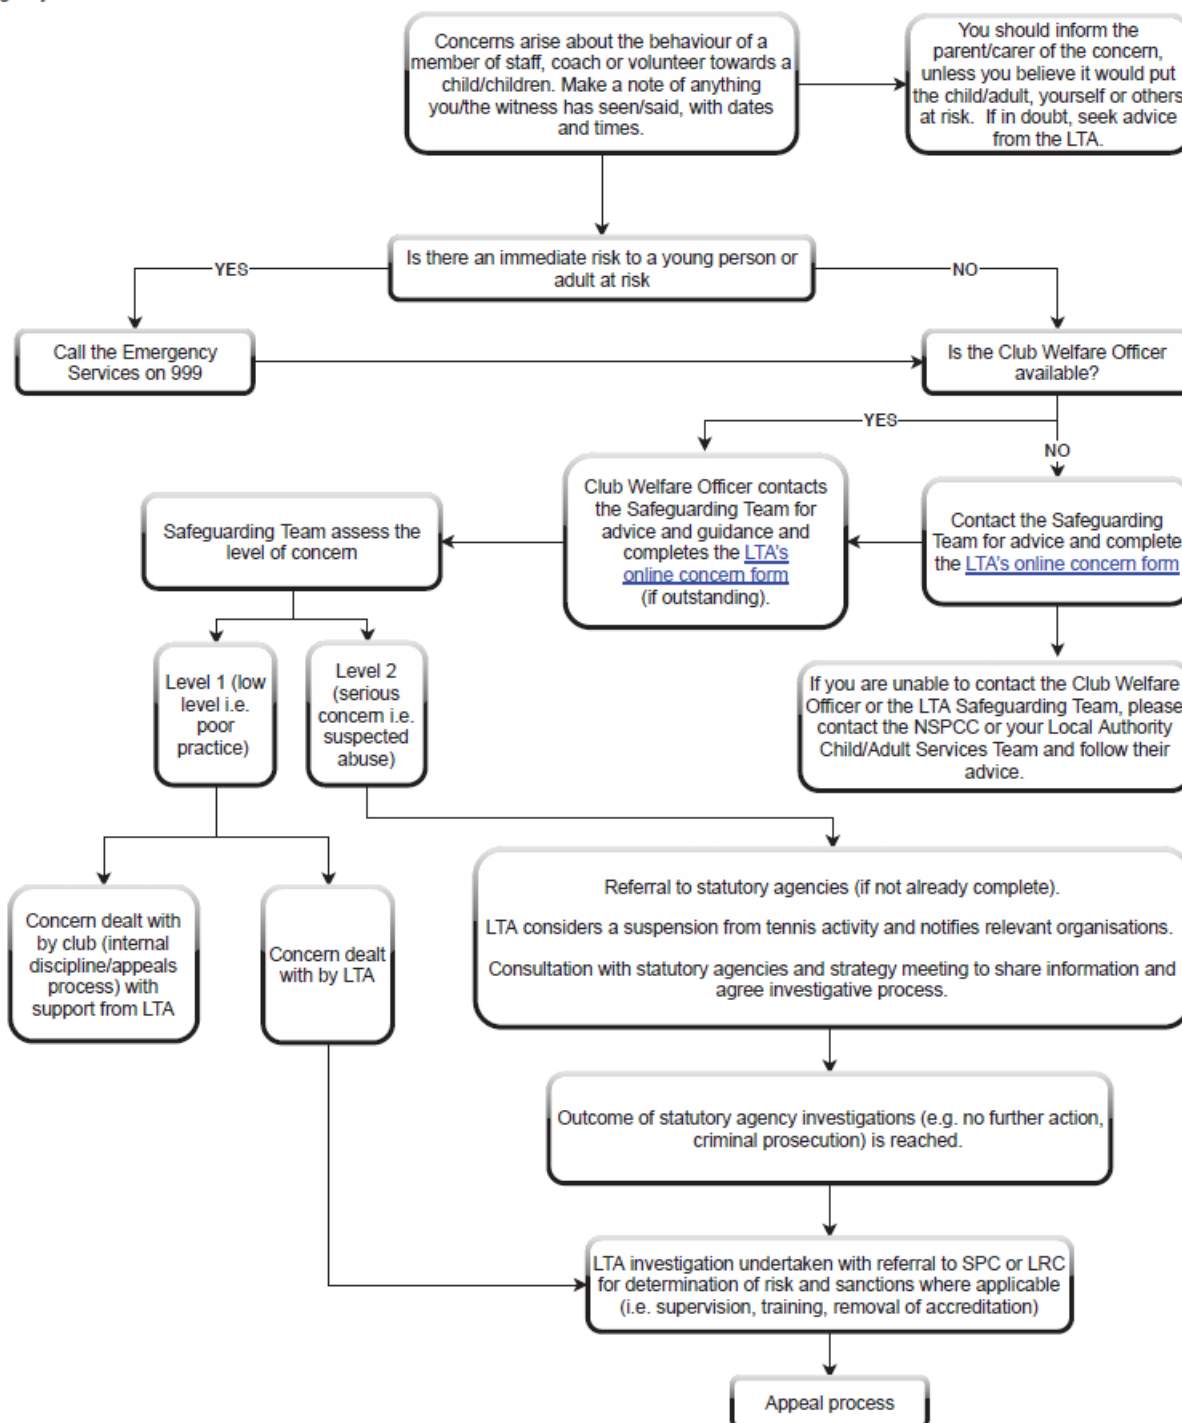 Concerns arise about the behaviour of a
member of staff, coach or volunteer towards a
child/children. Make a note of anything
you/the witness has seen/said, with dates
and times.
You should inform the
parent/carer of the concern,
unless you believe it would put
the child/adult, yourself or others
at risk. If in doubt, seek advice
from the LTA.
Is there an immediate risk to a young person or
adult at risk
YES
NO
Call the Emergency
Services on 999
Is the Club Welfare Officer
available?
YES
NO
Club Welfare Officer contacts
the Safeguarding Team for
advice and guidance and
completes the LTA's
online concern form
(if outstanding).
Contact the Safeguarding
Team for advice and complete
the LTA's online concern form
Safeguarding Team assess the
level of concern
Level 1 (low
level i.e.
poor
practice)
Level 2
(serious
concern i.e.
suspected
abuse)
If you are unable to contact the Club Welfare
Officer or the LTA Safeguarding Team, please
contact the NSPCC or your Local Authority
Child/Adult Services Team and follow their
advice.
Concern dealt with
by club (internal
discipline/appeals
process) with
support from LTA
Concern dealt
with by LTA
Referral to statutory agencies (if not already complete).
LTA considers a suspension from tennis activity and notifies relevant organisations.
Consultation with statutory agencies and strategy meeting to share information and
agree investigative process.
Outcome of statutory agency investigations (e.g. no further action,
criminal prosecution) is reached.
LTA investigation undertaken with referral to SPC or LRC
for determination of risk and sanctions where applicable
(i.e. supervision, training, removal of accreditation)
Appeal process